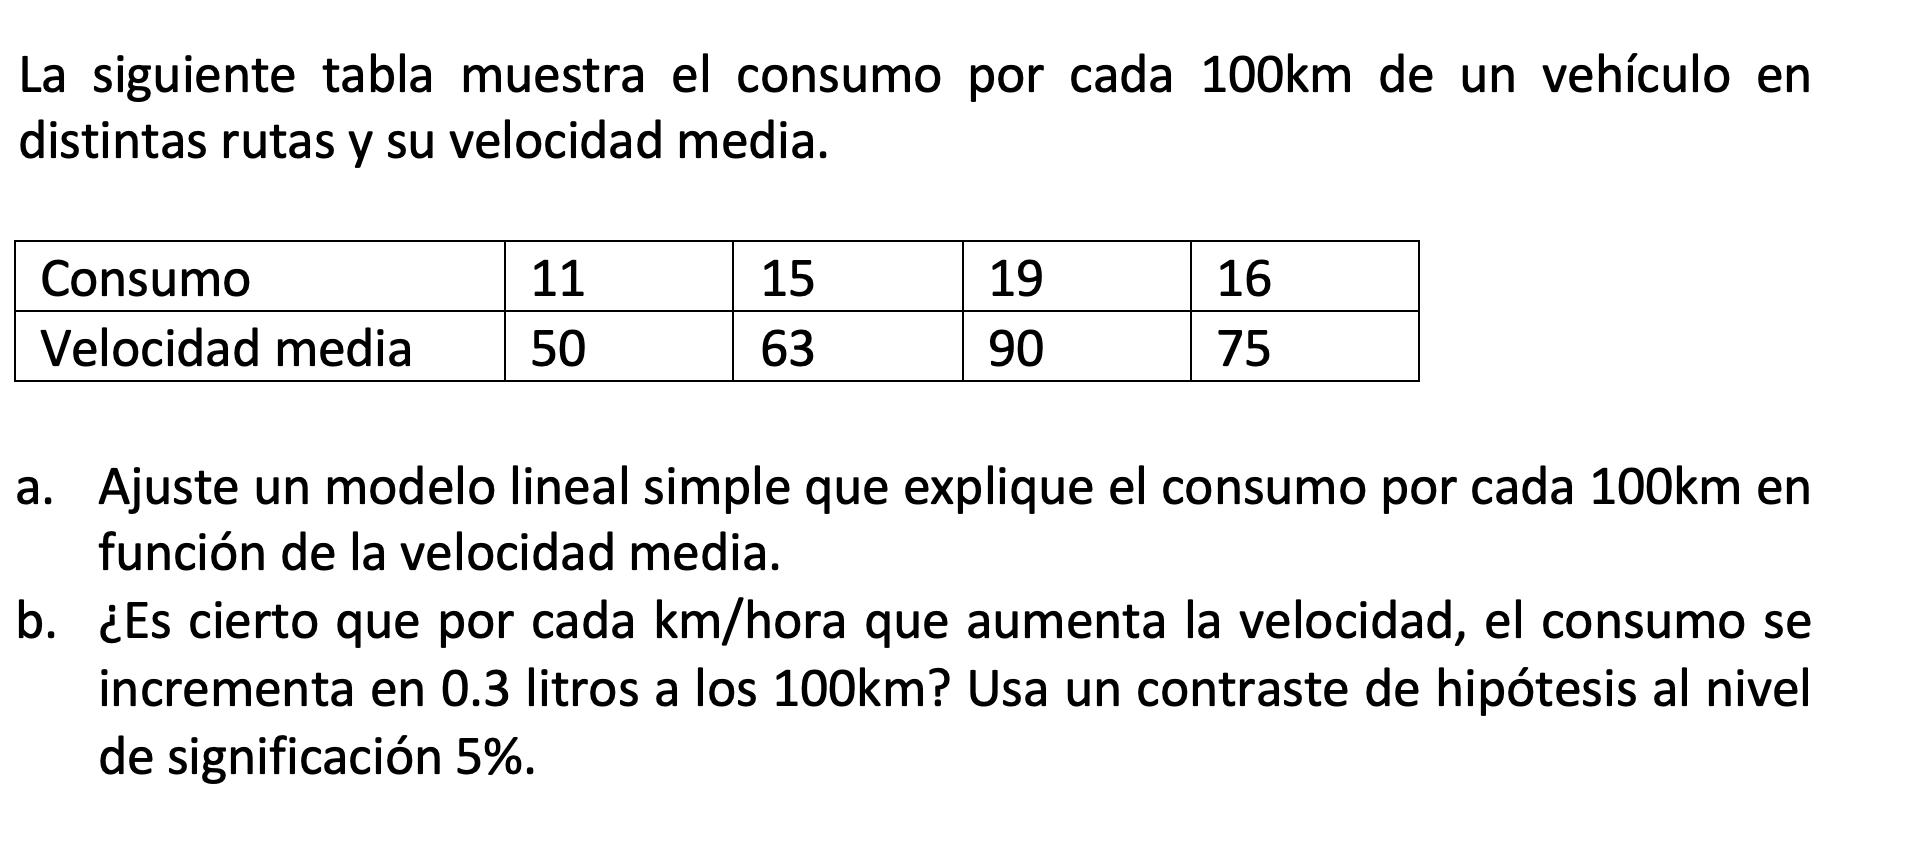 La siguiente tabla muestra el consumo por cada 100km de un vehículo en
distintas rutas y su velocidad media.
Consumo 11 15 19 16
Velocidad media 50 63 90 75
a. Ajuste un modelo lineal simple que explique el consumo por cada 100km en
función de la velocidad media.
b. ¿Es cierto que por cada km/hora que aumenta la velocidad, el consumo se
incrementa en 0.3 litros a los 100km? Usa un contraste de hipótesis al nivel
de significación 5%.